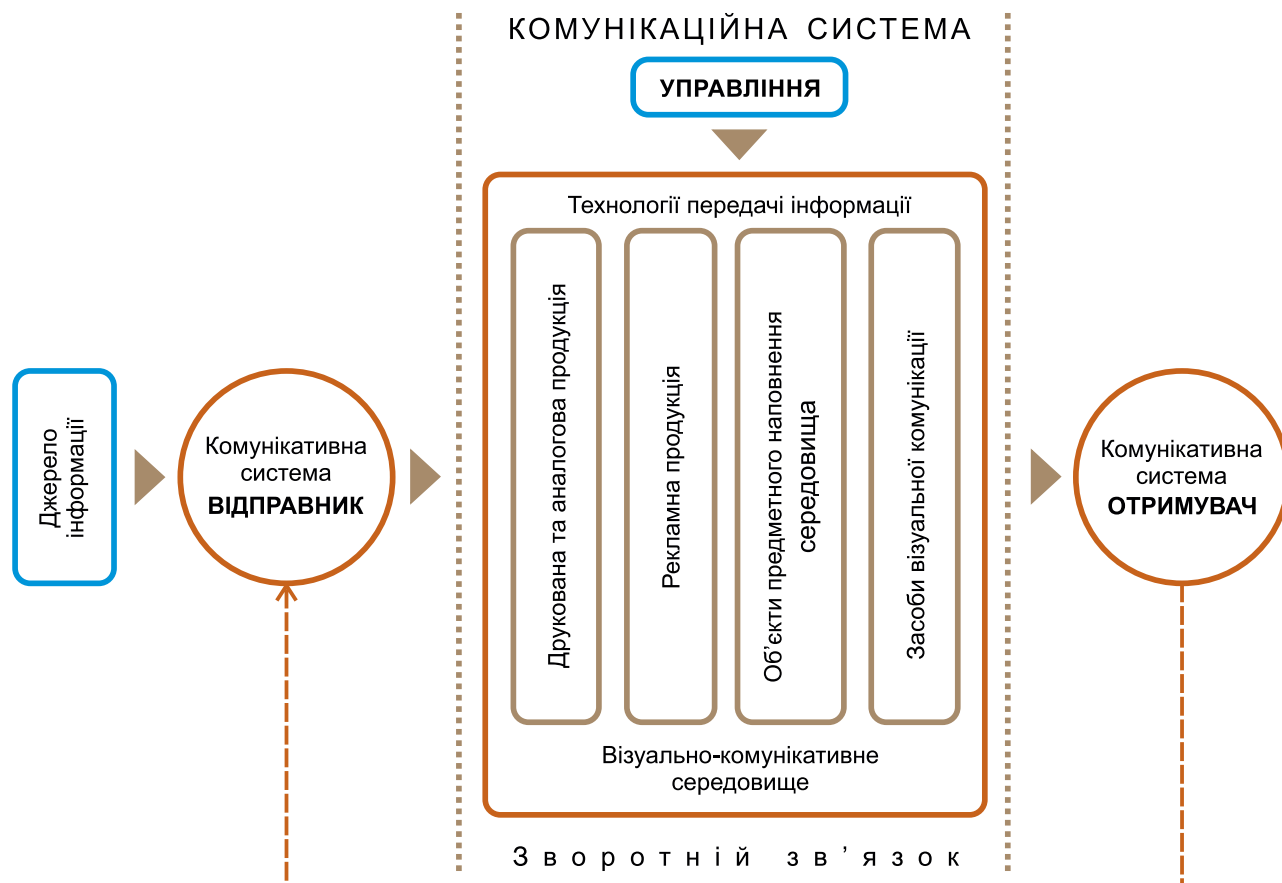 КОМУНІКАЦІЙНА СИСТЕМА
УПРАВЛІННЯ
Технології передачі інформації
Джерело
інформації
Комунікативна
система
ВІДПРАВНИК
Друкована та аналогова продукція
Рекламна продукція
Об’єкти предметного наповнення
середовища
Засоби візуальної комунікації
Комунікативна
система
ОТРИМУВАЧ
Візуально-комунікативне
середовище
Зворотній зв’язок